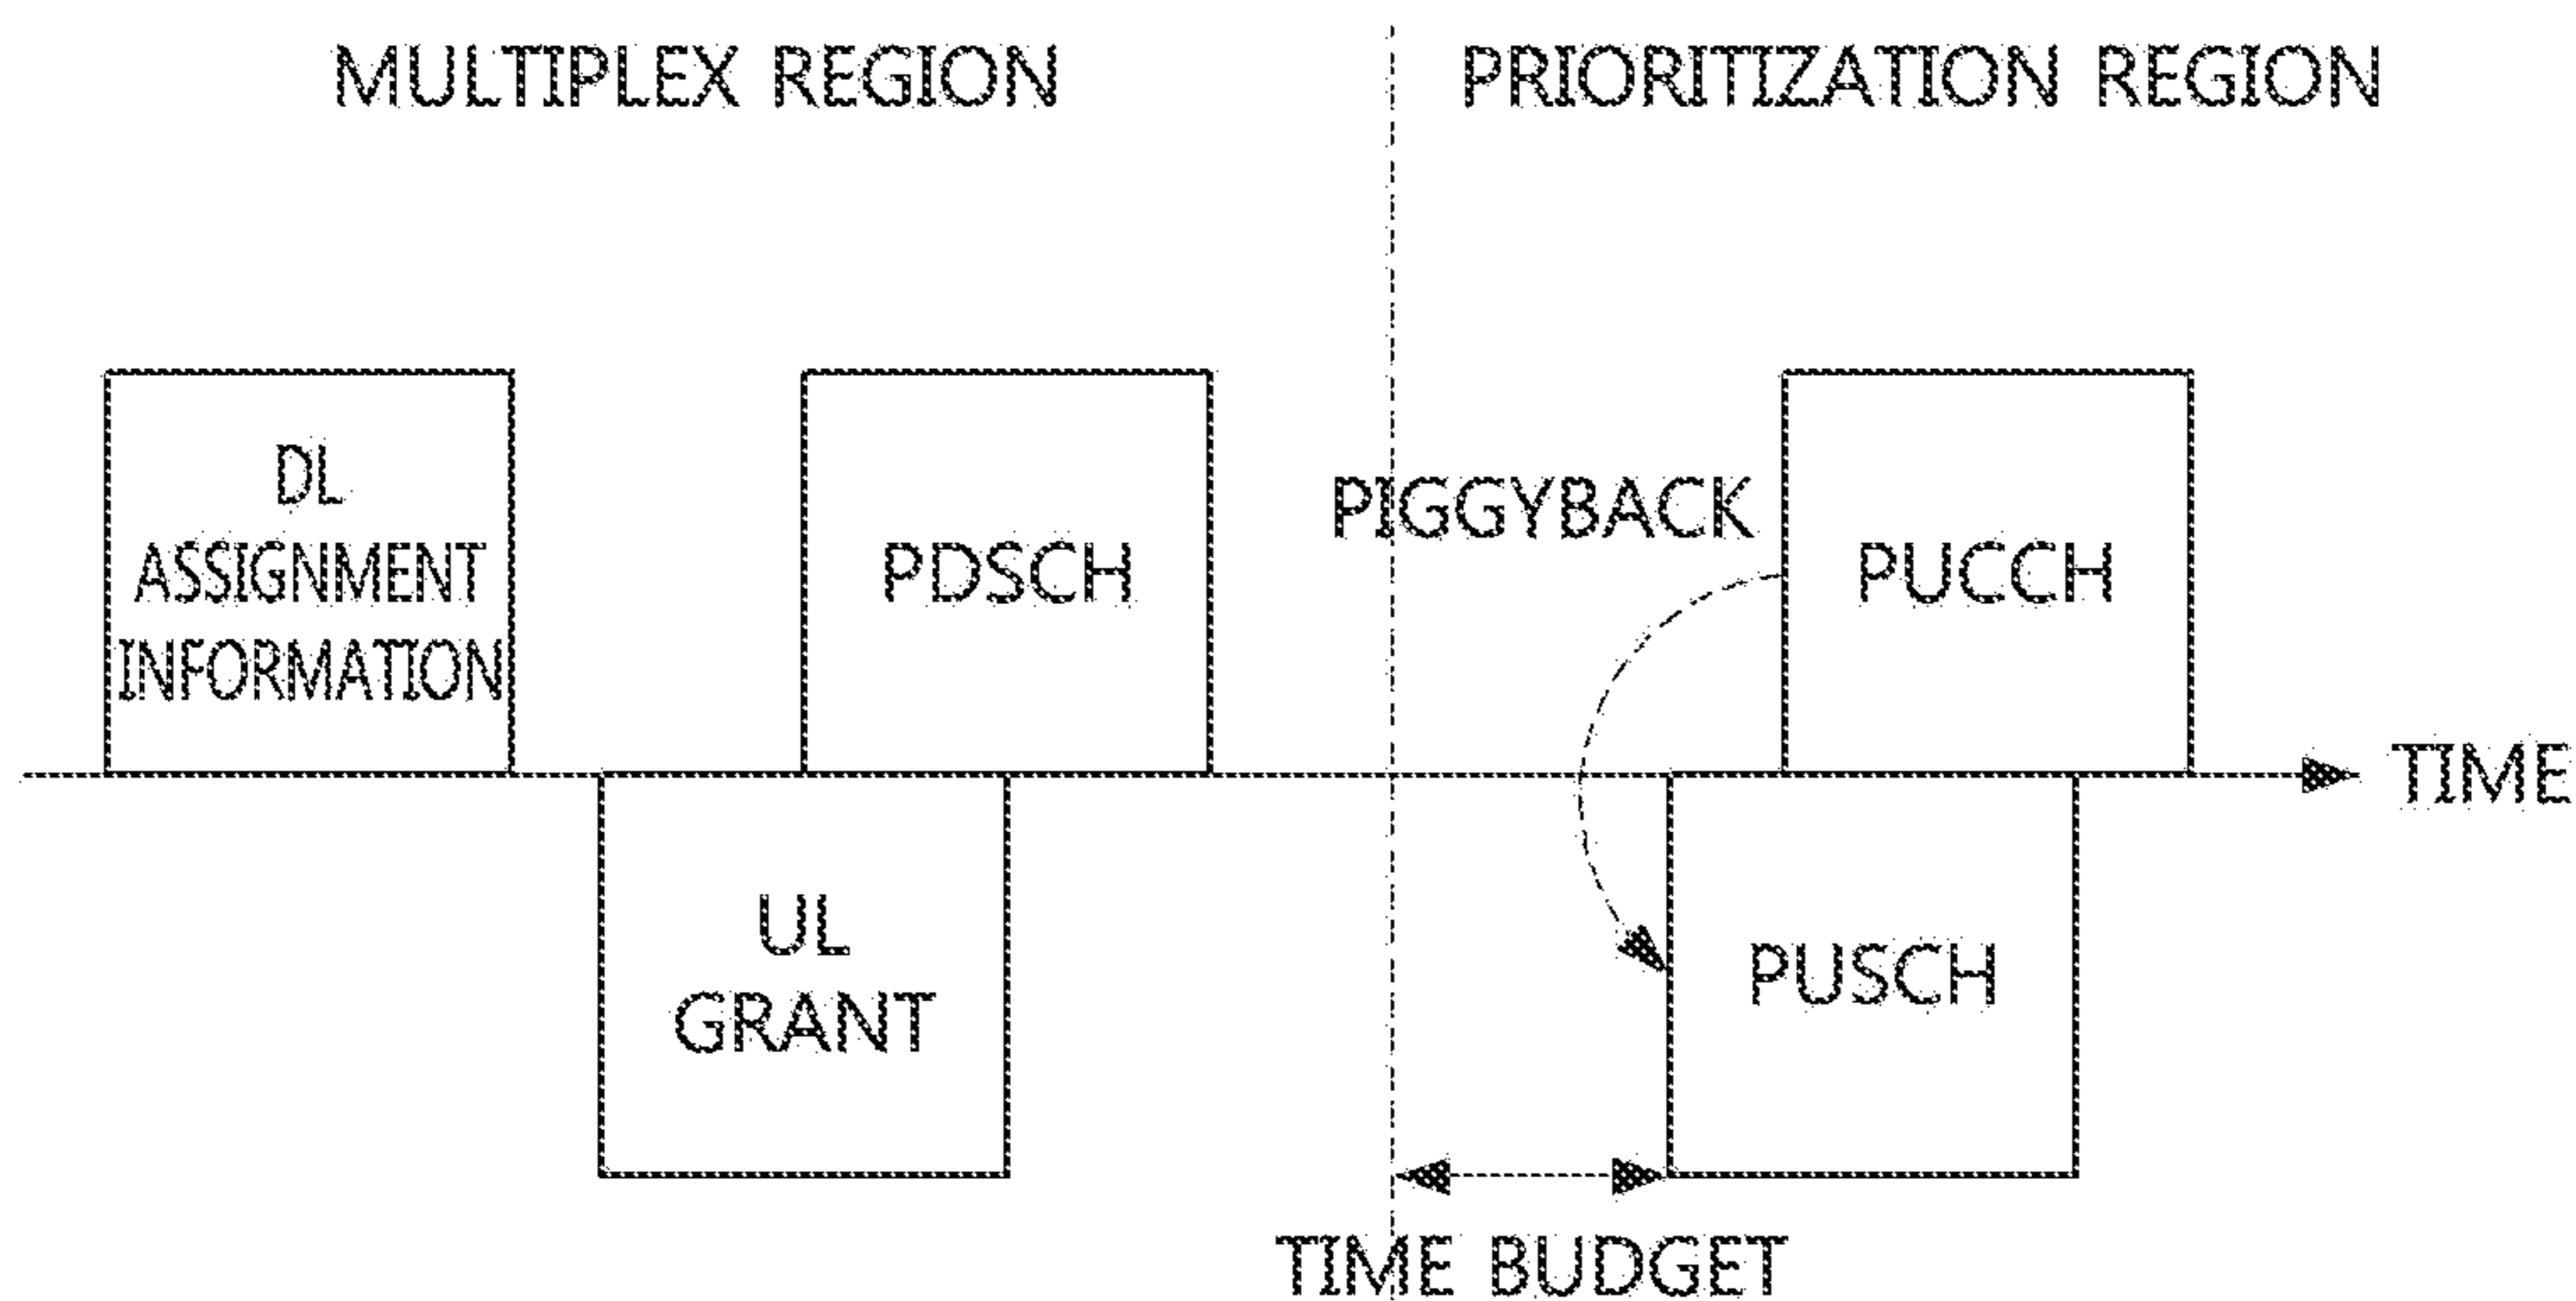 MULTIPLEX REGION
PRIORITIZATION REGION
DL
ASSIGNMENT
INFORMATION
PDSCH
PIGGYBACK
PUCCH
TIME
UL
GRANT
PUSCH
TIME BUDGET